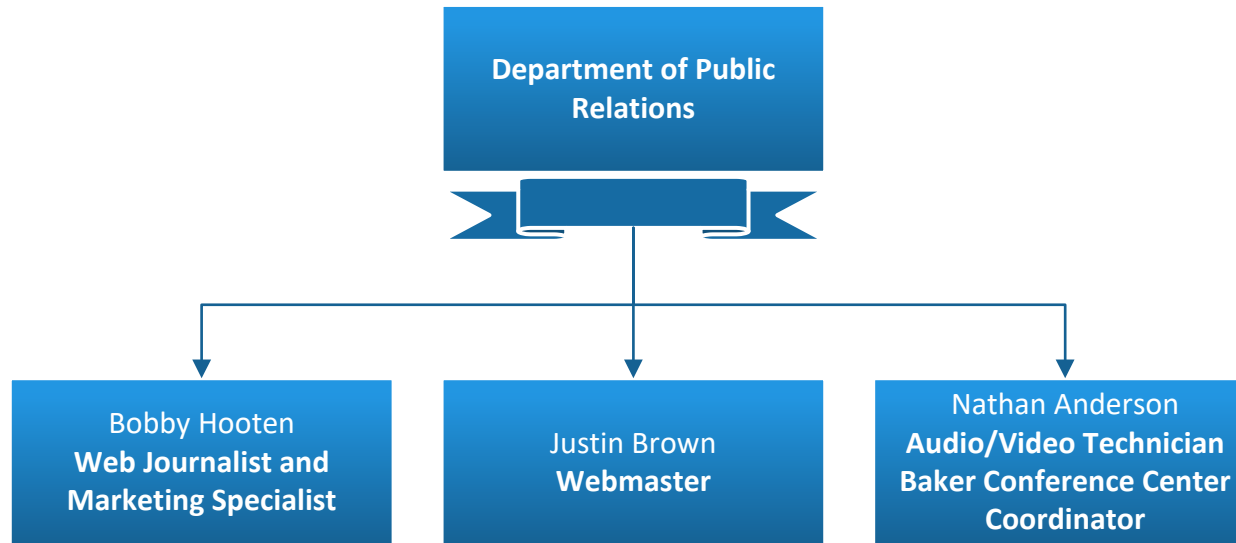 Department of Public
Relations
Bobby Hooten
Web Journalist and
Marketing Specialist
Justin Brown
Webmaster
Nathan Anderson
Audio/Video Technician
Baker Conference Center
Coordinator